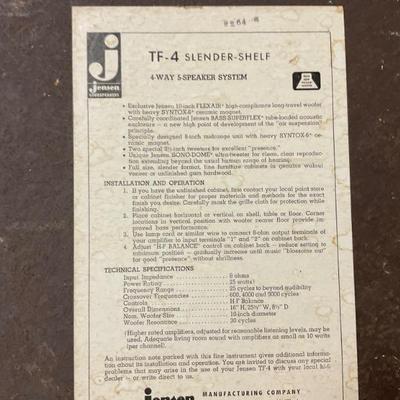 9264
j
Jensen
LOUDSPEAKERS
TF-4 SLENDER-SHELF
4-WAY 5-SPEAKER SYSTEM
• Exclusive Jensen 10-inch FLEXAIR* high-compliance long-travel woofer
with heavy SYNTOX-6* ceramic magnet.
• Carefully coordinated Jensen BASS-SUPERFLEX* tube-loaded acoustic
enclosure — a new high point of development of the "air suspension"
principle.
• Specially designed 8-inch midrange unit with heavy SYNTOX-6* ce-
ramic magnet.
• Two special 3½-inch tweeters for excellent "presence."
• Unique Jensen SONO-DOME* ultra-tweeter for clean, clear reproduc-
tion extending beyond the usual human range of hearing.
• Full size, slender format, fine furniture cabinets in genuine walnut
veneer or unfinished gum hardwood.
INSTALLATION AND OPERATION
1. If you have the unfinished cabinet, first contact your local paint store
or cabinet finisher for proper materials and methods for the exact
finish you desire. Carefully mask the grille cloth for protection while
finishing.
2. Place cabinet horizontal or vertical on shelf, table or floor. Corner
locations in vertical position with woofer nearer floor provide im-
proved bass performance.
3. Use lamp cord or similar wire to connect 8-ohm output terminals of
your amplifier to input terminals "1" and "2" on cabinet back.
4. Adjust "H-F BALANCE" control on cabinet back — reduce setting to
minimum position — gradually increase until music "blossoms out"
for good "presence" without shrillness.
TECHNICAL SPECIFICATIONS
Input Impedance . . . . . . . . 8 ohms
Power Rating . . . . . . . . . 25 watts†
Frequency Range . . . . . . . . 25 cycles to beyond audibility
Crossover Frequencies . . . . . . 600, 4000 and 9000 cycles
Controls . . . . . . . . . . H-F Balance
Overall Dimensions . . . . . . . 16" H, 25¼" W, 8½" D
Nom. Woofer Size . . . . . . . . 10-inch diameter
Woofer Resonance . . . . . . . 30 cycles
(Higher rated amplifiers, adjusted for reasonable listening levels, may be
used. Adequate living room sound with amplifiers as small as 10 watts
(per channel).
An instruction note packed with this fine instrument gives additional informa-
tion about its installation and operation. You are invited to discuss any special
problems that may arise in the use of your Jensen TF-4 with your local
dealer — or write direct to us.
Jensen MANUFACTURING COMPANY